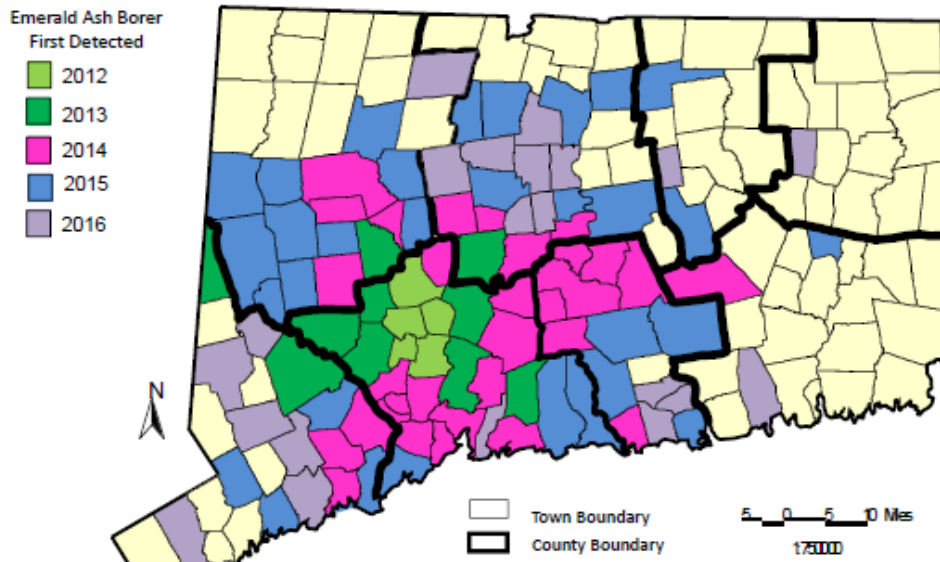 Emerald Ash Borer
First Detected
2012
2013
2014
2015
2016
N
Town Boundary
County Boundary
5 0 5 10 Miles
1:750000